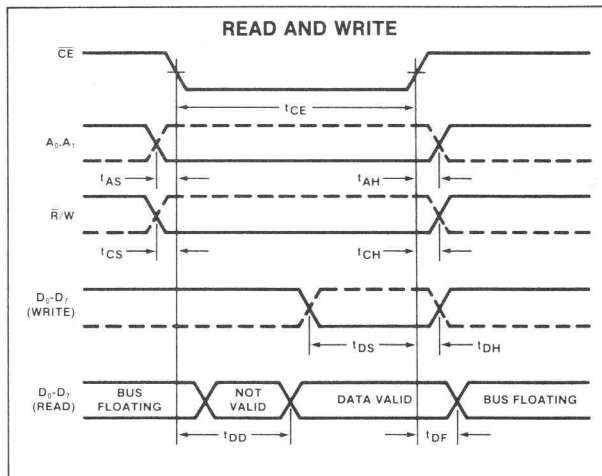 READ AND WRITE
C̅E̅
tCE
A₀-A₁
tAS
tAH
R̅/W
tCS
tCH
D₀-D₇
(WRITE)
tDS
tDH
D₀-D₇
(READ)
BUS
FLOATING
NOT
VALID
DATA VALID
BUS FLOATING
tDD
tDF